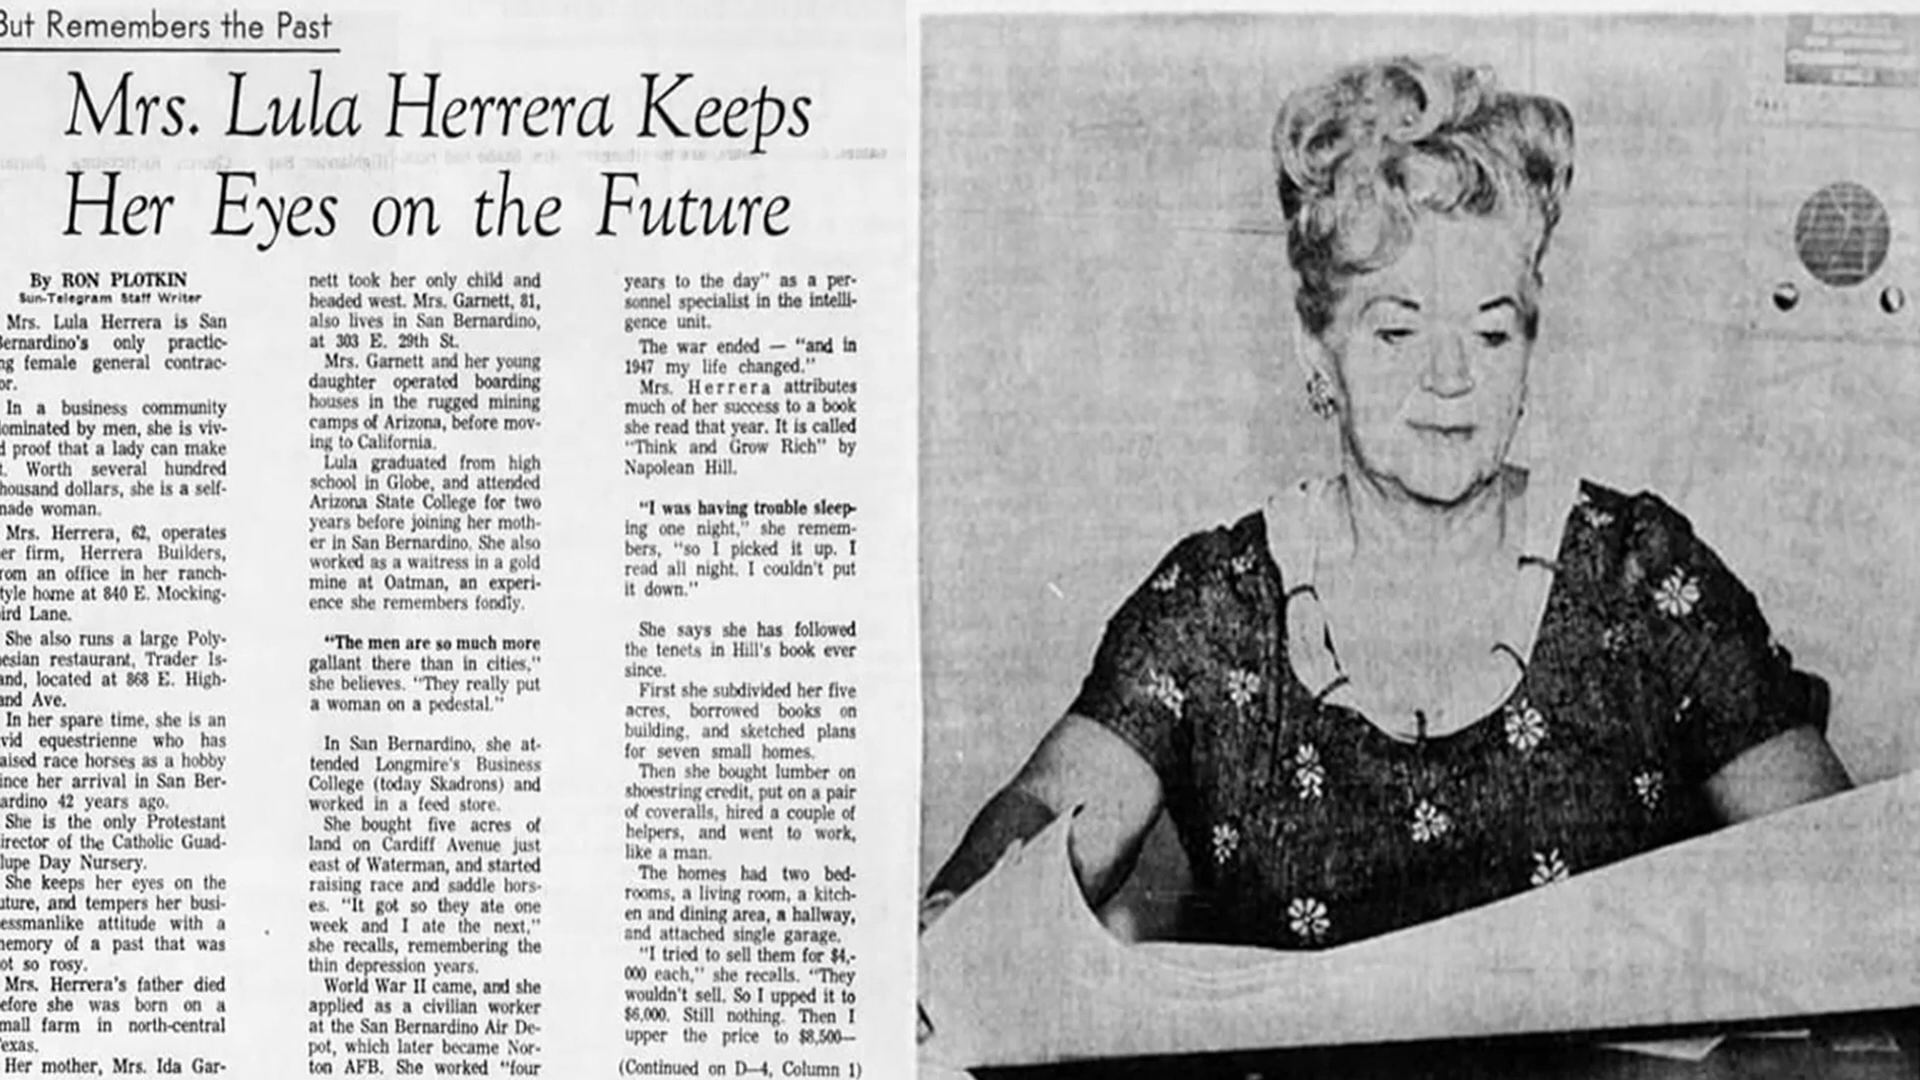 But Remembers the Past
Mrs. Lula Herrera Keeps
Her Eyes on the Future
By RON PLOTKIN
Sun-Telegram Staff Writer
Mrs. Lula Herrera is San
Bernardino's only practic-
ng female general contrac-
or.
In a business community
ominated by men, she is viv-
d proof that a lady can make
t. Worth several hundred
housand dollars, she is a self-
made woman.
Mrs. Herrera, 62, operates
er firm, Herrera Builders,
rom an office in her ranch-
tyle home at 840 E. Mocking-
ird Lane.
She also runs a large Poly-
esian restaurant, Trader Is-
and, located at 868 E. High-
and Ave.
In her spare time, she is an
vid equestrienne who has
aised race horses as a hobby
ince her arrival in San Ber-
ardino 42 years ago.
She is the only Protestant
irector of the Catholic Guad-
lupe Day Nursery.
She keeps her eyes on the
uture, and tempers her busi-
essmanlike attitude with a
memory of a past that was
ot so rosy.
Mrs. Herrera's father died
efore she was born on a
mall farm in north-central
Texas.
Her mother, Mrs. Ida Gar-
nett took her only child and
headed west. Mrs. Garnett, 81,
also lives in San Bernardino,
at 303 E. 29th St.
Mrs. Garnett and her young
daughter operated boarding
houses in the rugged mining
camps of Arizona, before mov-
ing to California.
Lula graduated from high
school in Globe, and attended
Arizona State College for two
years before joining her moth-
er in San Bernardino. She also
worked as a waitress in a gold
mine at Oatman, an experi-
ence she remembers fondly.
"The men are so much more
gallant there than in cities,"
she believes. "They really put
a woman on a pedestal."
In San Bernardino, she at-
tended Longmire's Business
College (today Skadrons) and
worked in a feed store.
She bought five acres of
land on Cardiff Avenue just
east of Waterman, and started
raising race and saddle hors-
es. "It got so they ate one
week and I ate the next,"
she recalls, remembering the
thin depression years.
World War II came, and she
applied as a civilian worker
at the San Bernardino Air De-
pot, which later became Nor-
ton AFB. She worked "four
years to the day" as a per-
sonnel specialist in the intelli-
gence unit.
The war ended — "and in
1947 my life changed."
Mrs. Herrera attributes
much of her success to a book
she read that year. It is called
"Think and Grow Rich" by
Napolean Hill.
"I was having trouble sleep-
ing one night," she remem-
bers, "so I picked it up. I
read all night. I couldn't put
it down."
She says she has followed
the tenets in Hill's book ever
since.
First she subdivided her five
acres, borrowed books on
building, and sketched plans
for seven small homes.
Then she bought lumber on
shoestring credit, put on a pair
of coveralls, hired a couple of
helpers, and went to work,
like a man.
The homes had two bed-
rooms, a living room, a kitch-
en and dining area, a hallway,
and attached single garage.
"I tried to sell them for $4,-
000 each," she recalls. "They
wouldn't sell. So I upped it to
$6,000. Still nothing. Then I
upper the price to $8,500—
(Continued on D—4, Column 1)